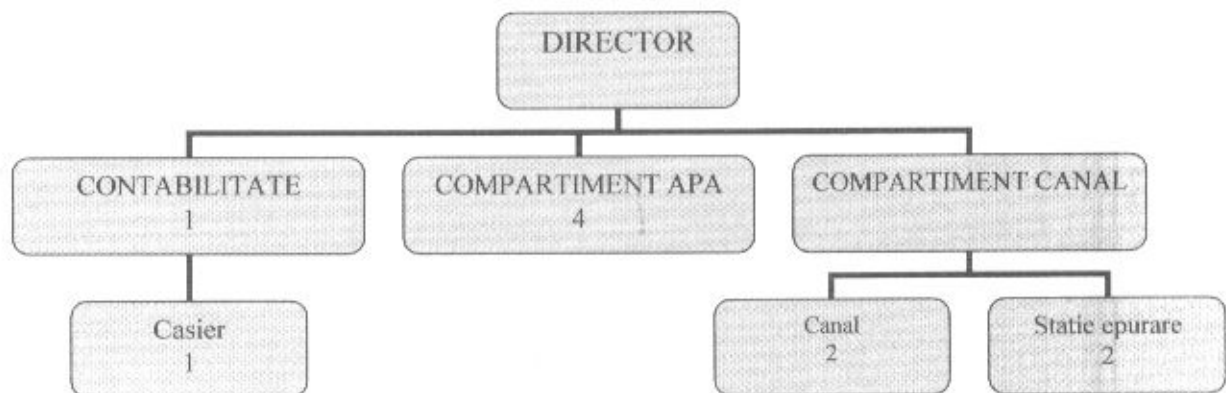 DIRECTOR
CONTABILITATE
1
COMPARTIMENT APA
4
COMPARTIMENT CANAL
Casier
1
Canal
2
Statie epurare
2